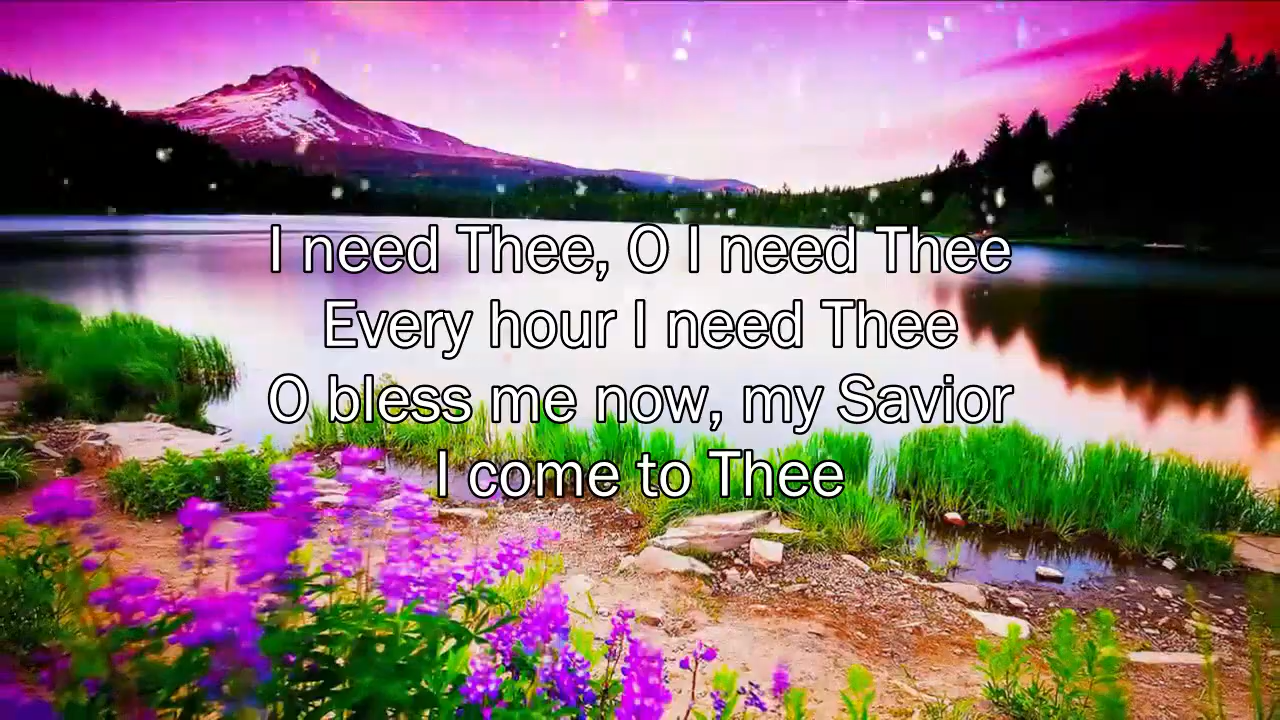 I need Thee, O I need Thee
Every hour I need Thee
O bless me now, my Savior
I come to Thee